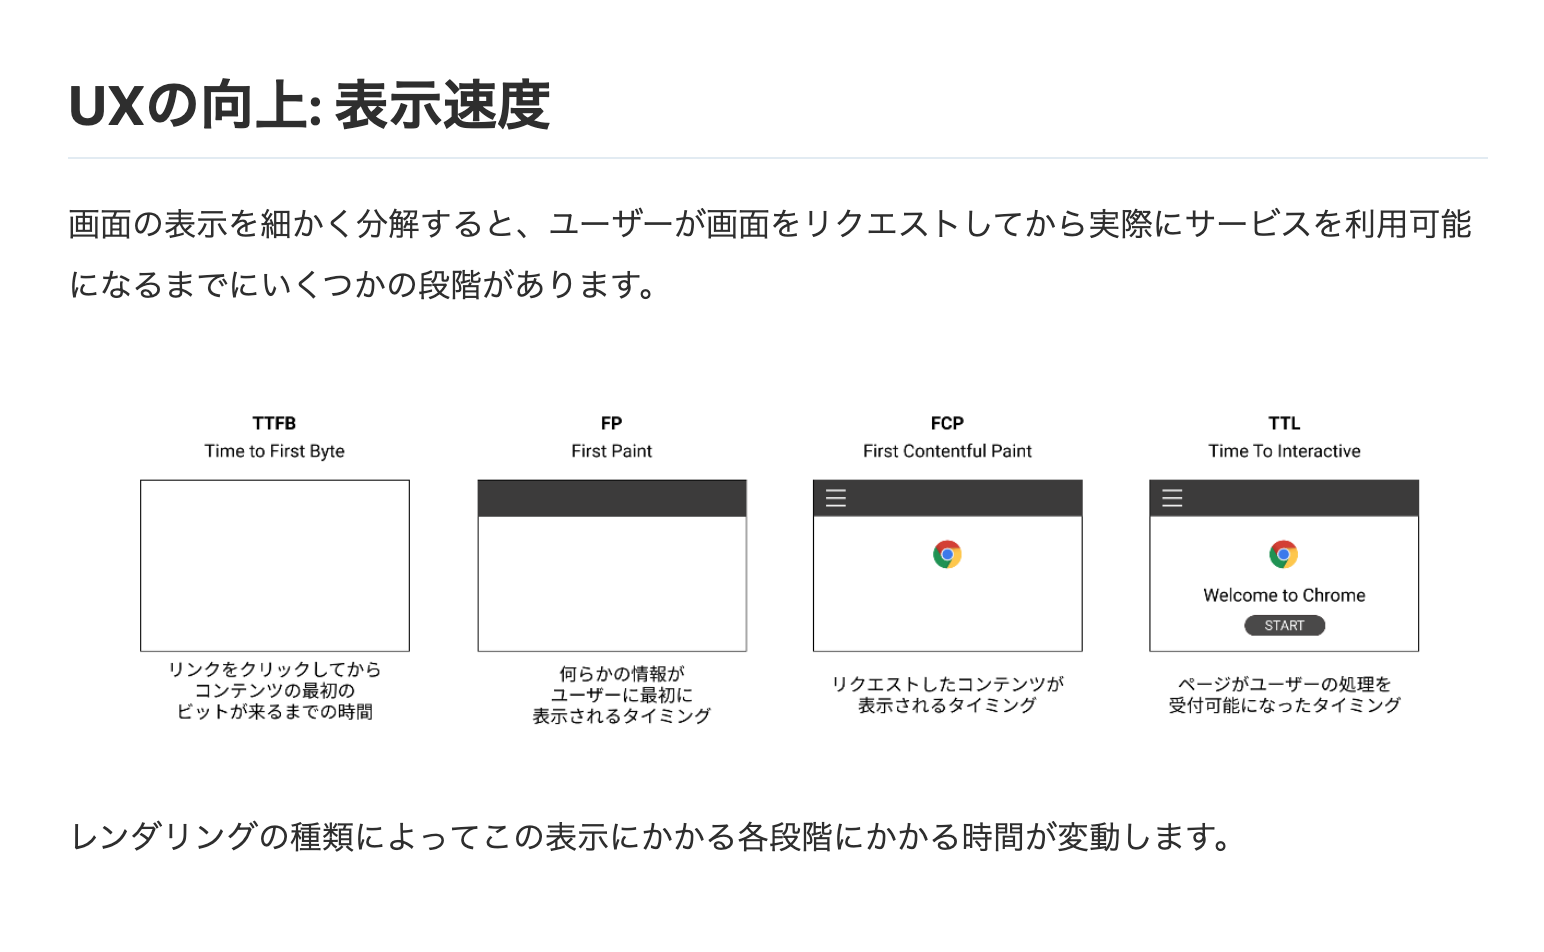 UXの向上: 表示速度
画面の表示を細かく分解すると、ユーザーが画面をリクエストしてから実際にサービスを利用可能
になるまでにいくつかの段階があります。
TTFB
Time to First Byte
リンクをクリックしてから
コンテンツの最初の
ビットが来るまでの時間
FP
First Paint
何らかの情報が
ユーザーに最初に
表示されるタイミング
FCP
First Contentful Paint
リクエストしたコンテンツが
表示されるタイミング
TTL
Time To Interactive
Welcome to Chrome
START
ページがユーザーの処理を
受付可能になったタイミング
レンダリングの種類によってこの表示にかかる各段階にかかる時間が変動します。